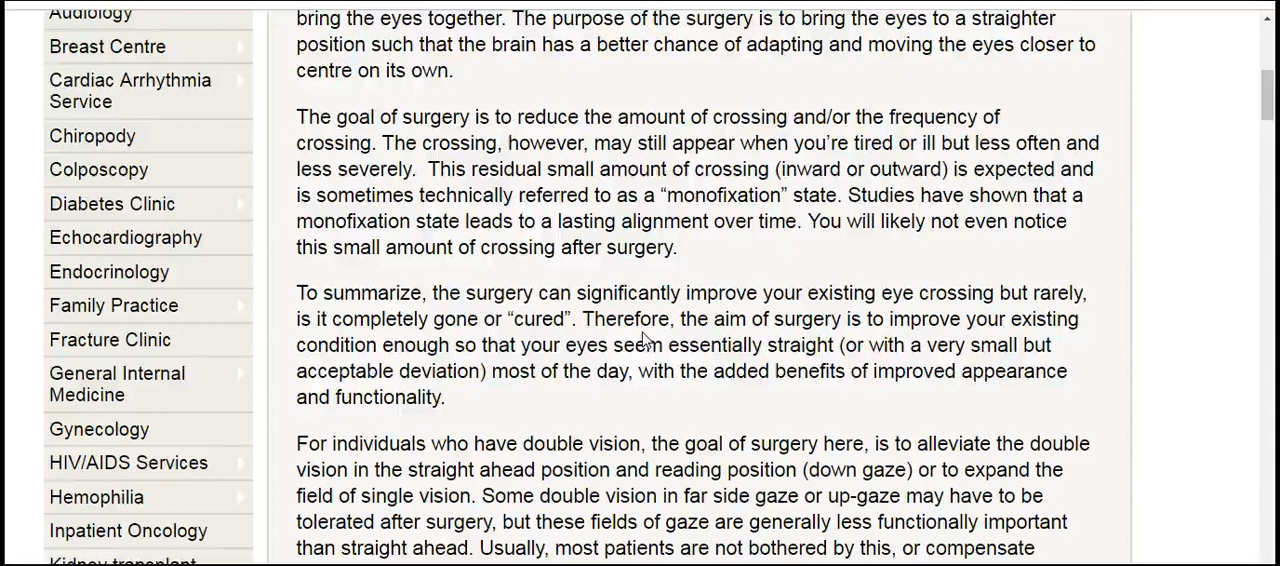 Audiology
Breast Centre
Cardiac Arrhythmia
Service
Chiropody
Colposcopy
Diabetes Clinic
Echocardiography
Endocrinology
Family Practice
Fracture Clinic
General Internal
Medicine
Gynecology
HIV/AIDS Services
Hemophilia
Inpatient Oncology
Kidney transplant
bring the eyes together. The purpose of the surgery is to bring the eyes to a straighter
position such that the brain has a better chance of adapting and moving the eyes closer to
centre on its own.
The goal of surgery is to reduce the amount of crossing and/or the frequency of
crossing. The crossing, however, may still appear when you’re tired or ill but less often and
less severely.  This residual small amount of crossing (inward or outward) is expected and
is sometimes technically referred to as a “monofixation” state. Studies have shown that a
monofixation state leads to a lasting alignment over time. You will likely not even notice
this small amount of crossing after surgery.
To summarize, the surgery can significantly improve your existing eye crossing but rarely,
is it completely gone or “cured”. Therefore, the aim of surgery is to improve your existing
condition enough so that your eyes seem essentially straight (or with a very small but
acceptable deviation) most of the day, with the added benefits of improved appearance
and functionality.
For individuals who have double vision, the goal of surgery here, is to alleviate the double
vision in the straight ahead position and reading position (down gaze) or to expand the
field of single vision. Some double vision in far side gaze or up-gaze may have to be
tolerated after surgery, but these fields of gaze are generally less functionally important
than straight ahead. Usually, most patients are not bothered by this, or compensate